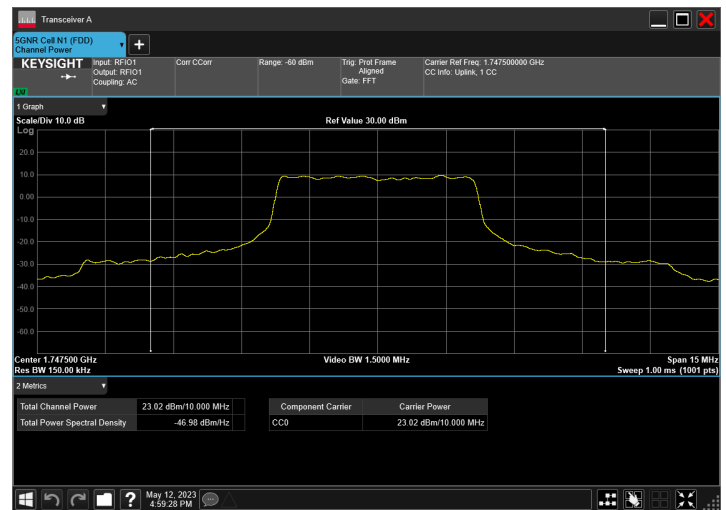 Transceiver A
5GNR Cell N1 (FDD)
Channel Power
KEYSIGHT
LXI
Input: RFIO1
Output: RFIO1
Coupling: AC
Corr CCorr
Range: -60 dBm
Trig: Prot Frame
Aligned
Gate: FFT
Carrier Ref Freq: 1.747500000 GHz
CC Info: Uplink, 1 CC
1 Graph
Scale/Div 10.0 dB
Ref Value 30.00 dBm
Log
20.0
10.0
0.00
-10.0
-20.0
-30.0
-40.0
-50.0
-60.0
Center 1.747500 GHz
Video BW 1.5000 MHz
Span 15 MHz
Res BW 150.00 kHz
Sweep 1.00 ms (1001 pts)
2 Metrics
Total Channel Power 23.02 dBm/10.000 MHz
Total Power Spectral Density -46.98 dBm/Hz
Component Carrier Carrier Power
CC0 23.02 dBm/10.000 MHz
May 12, 2023
4:59:28 PM